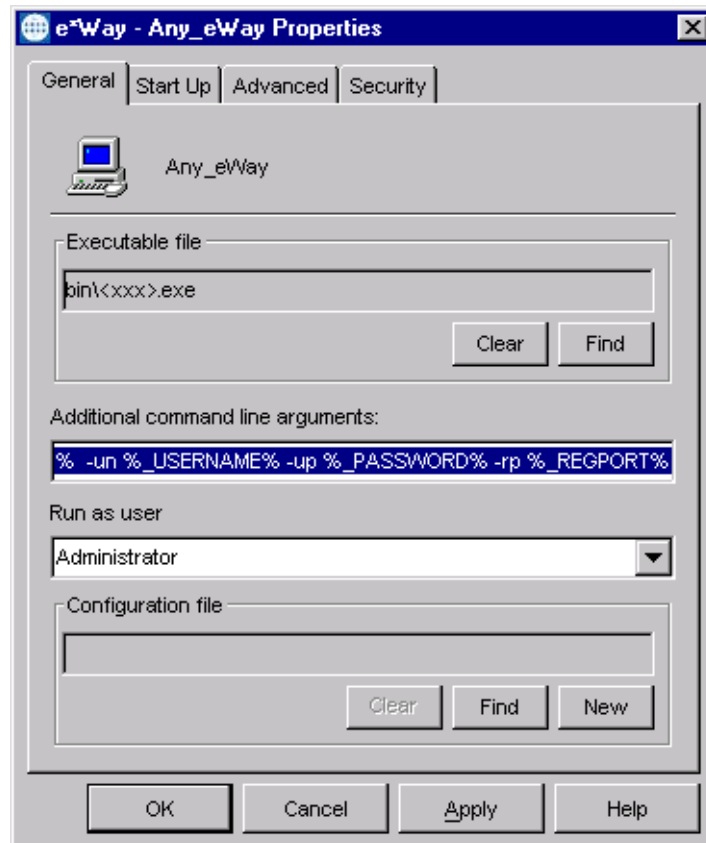 e*Way - Any_eWay Properties
General Start Up Advanced Security
Any_eWay
Executable file
bin\<xxx>.exe
Clear Find
Additional command line arguments:
% -un %_USERNAME% -up %_PASSWORD% -rp %_REGPORT%
Run as user
Administrator
Configuration file
Clear Find New
OK Cancel Apply Help